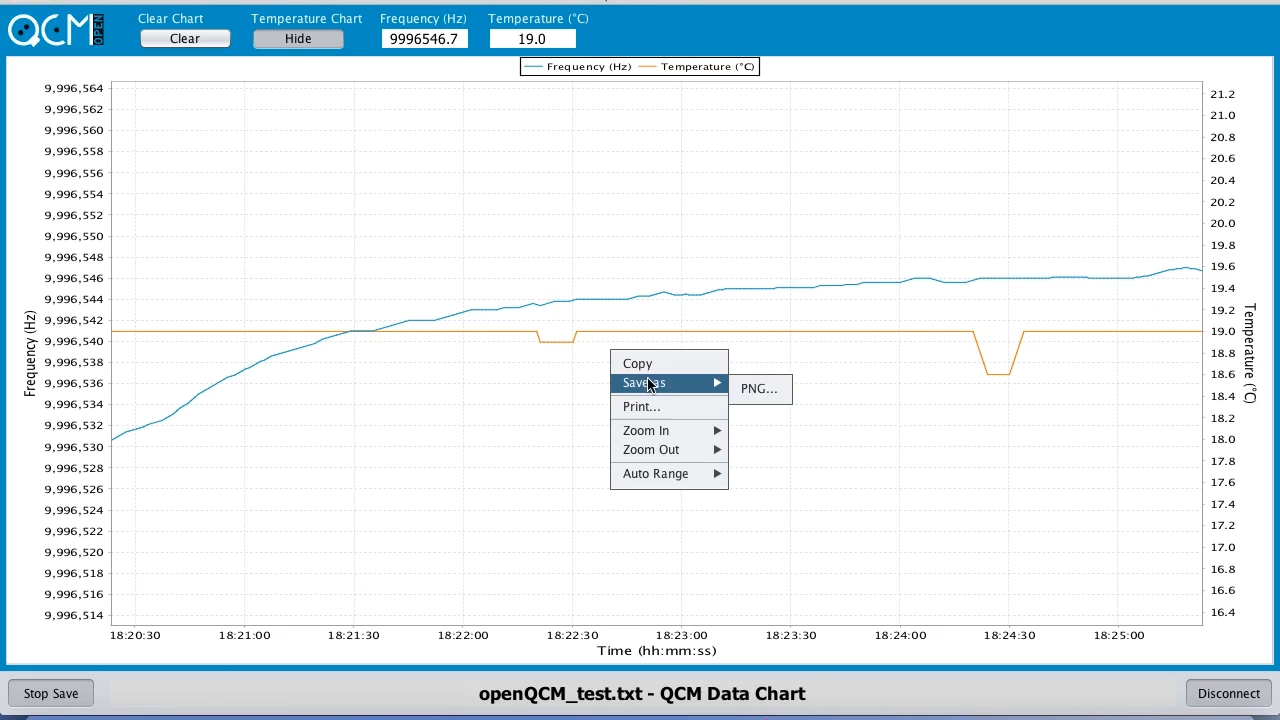 QCM OPEN
Clear Chart
Clear
Temperature Chart
Hide
Frequency (Hz)
9996546.7
Temperature (°C)
19.0
Frequency (Hz) Temperature (°C)
9,996,564
9,996,562
9,996,560
9,996,558
9,996,556
9,996,554
9,996,552
9,996,550
9,996,548
9,996,546
9,996,544
9,996,542
9,996,540
9,996,538
9,996,536
9,996,534
9,996,532
9,996,530
9,996,528
9,996,526
9,996,524
9,996,522
9,996,520
9,996,518
9,996,516
9,996,514
Frequency (Hz)
Copy
Save as
PNG...
Print...
Zoom In
Zoom Out
Auto Range
21.2
21.0
20.8
20.6
20.4
20.2
20.0
19.8
19.6
19.4
19.2
19.0
18.8
18.6
18.4
18.2
18.0
17.8
17.6
17.4
17.2
17.0
16.8
16.6
16.4
Temperature (°C)
18:20:30 18:21:00 18:21:30 18:22:00 18:22:30 18:23:00 18:23:30 18:24:00 18:24:30 18:25:00
Time (hh:mm:ss)
Stop Save
openQCM_test.txt - QCM Data Chart
Disconnect